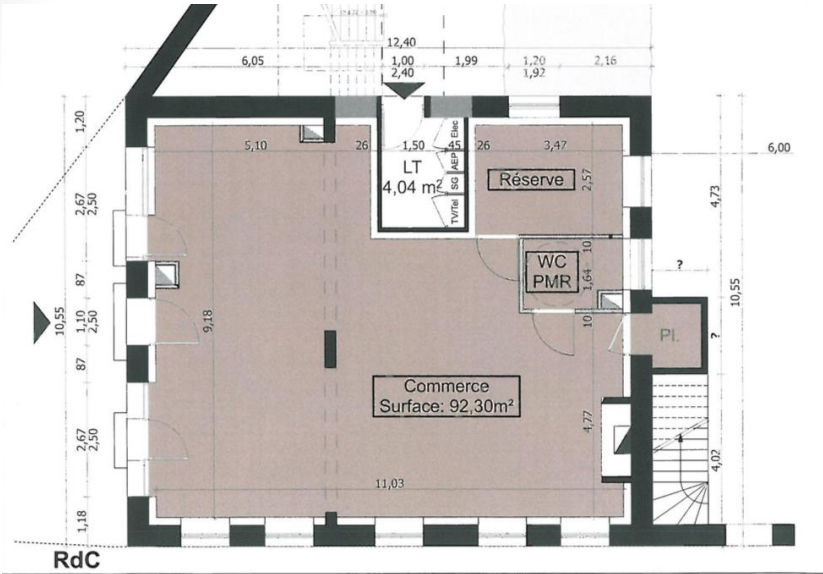 12,40
6,05
1,00
2,40
1,99
1,20
1,92
2,16
1,20
5,10
26
1,50
45
26
3,47
6,00
Elec
AEP
SG
TV/Tel
LT
4,04 m²
Réserve
2,57
4,73
2,67
2,50
10
WC
PMR
1,64
10
?
87
10,55
1,10
2,50
9,18
10,55
Pl.
?
87
Commerce
Surface: 92,30m²
4,77
2,67
2,50
11,03
4,02
1,18
RdC